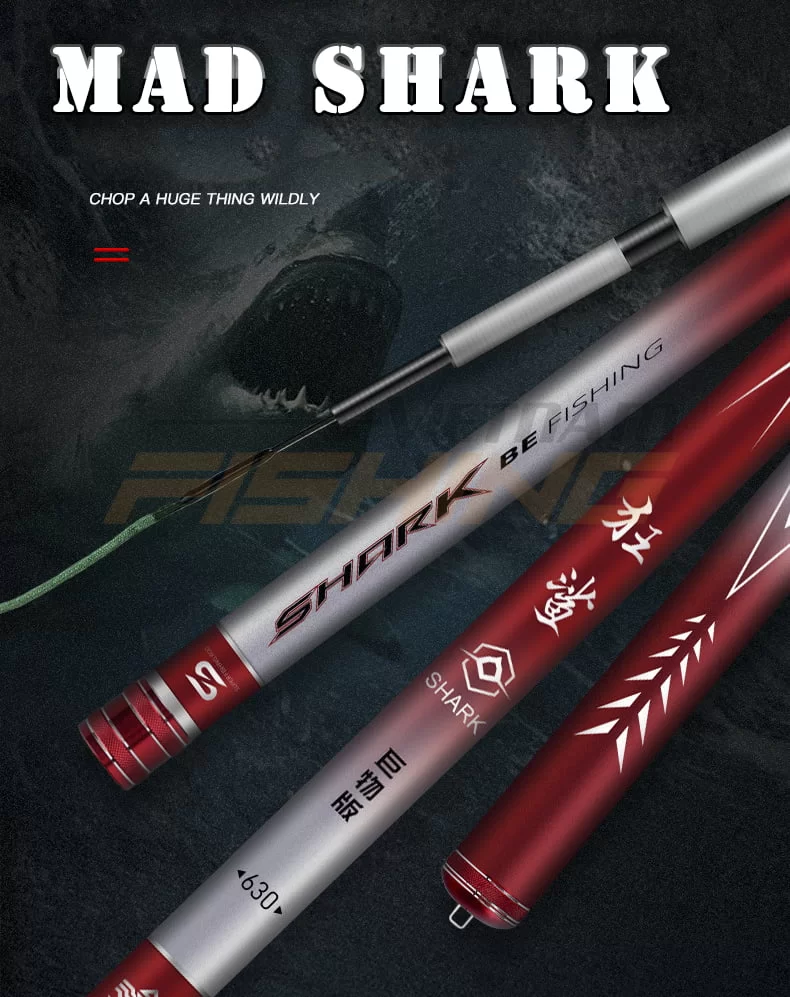 MAD SHARK
CHOP A HUGE THING WILDLY
SHARK BE FISHING
狂鲨
SHARK
巨物版
◂630▸
FISHING